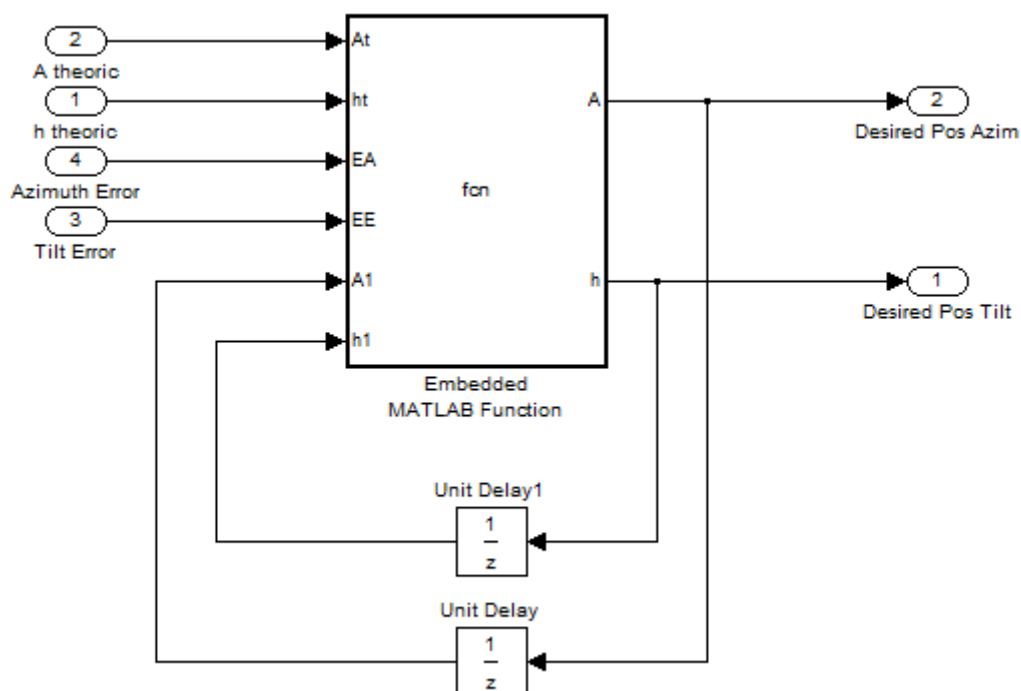 2
At
A theoric
1
ht
A
2
h theoric
Desired Pos Azim
4
EA
Azimuth Error
fcn
3
EE
Tilt Error
A1
h
1
Desired Pos Tilt
h1
Embedded
MATLAB Function
Unit Delay1
1
z
Unit Delay
1
z